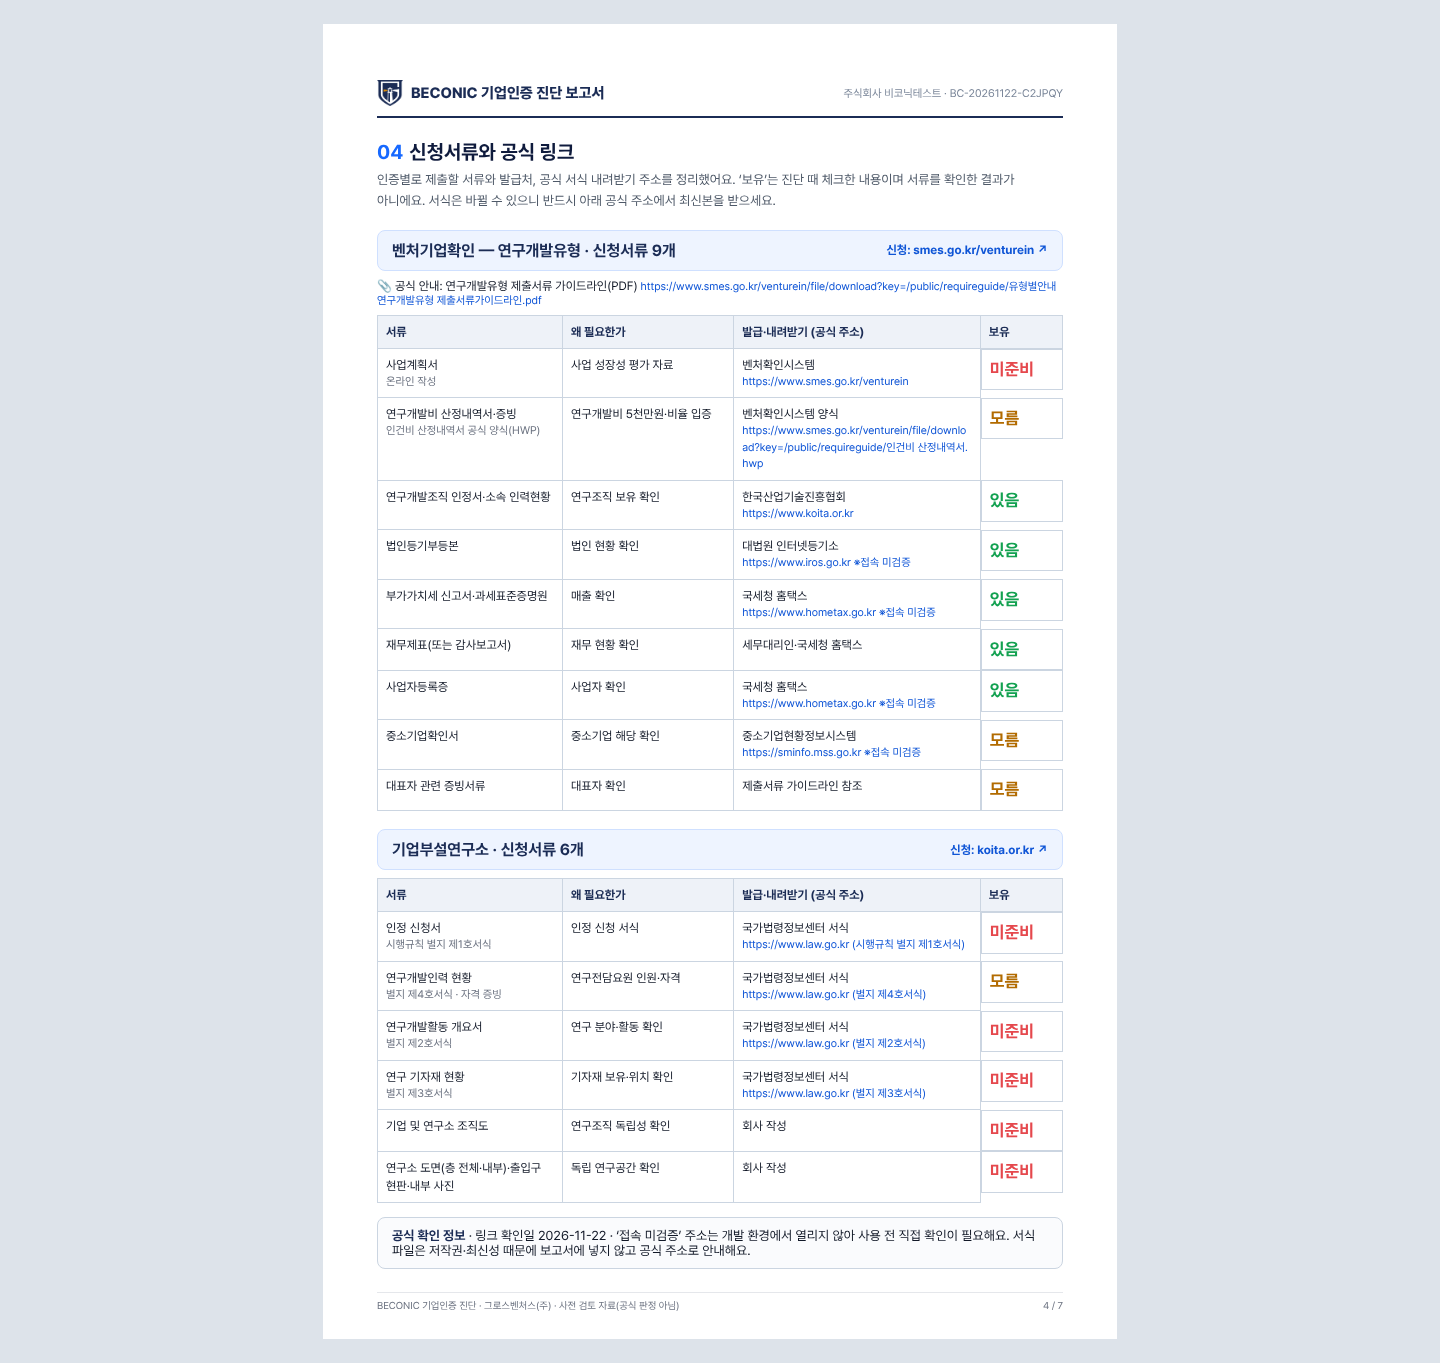 BECONIC 기업인증 진단 보고서
주식회사 비코닉테스트 · BC-20261122-C2JPQY
04 신청서류와 공식 링크
인증별로 제출할 서류와 발급처, 공식 서식 내려받기 주소를 정리했어요. ‘보유’는 진단 때 체크한 내용이며 서류를 확인한 결과가
아니에요. 서식은 바뀔 수 있으니 반드시 아래 공식 주소에서 최신본을 받으세요.
벤처기업확인 — 연구개발유형 · 신청서류 9개
신청: smes.go.kr/venturein ↗
📎 공식 안내: 연구개발유형 제출서류 가이드라인(PDF) https://www.smes.go.kr/venturein/file/download?key=/public/requireguide/유형별안내
연구개발유형 제출서류가이드라인.pdf
서류 왜 필요한가 발급·내려받기 (공식 주소) 보유
사업계획서 사업 성장성 평가 자료 벤처확인시스템 미준비
온라인 작성 https://www.smes.go.kr/venturein
연구개발비 산정내역서·증빙 연구개발비 5천만원·비율 입증 벤처확인시스템 양식 모름
인건비 산정내역서 공식 양식(HWP) https://www.smes.go.kr/venturein/file/downlo
ad?key=/public/requireguide/인건비 산정내역서.
hwp
연구개발조직 인정서·소속 인력현황 연구조직 보유 확인 한국산업기술진흥협회 있음
https://www.koita.or.kr
법인등기부등본 법인 현황 확인 대법원 인터넷등기소 있음
https://www.iros.go.kr ※접속 미검증
부가가치세 신고서·과세표준증명원 매출 확인 국세청 홈택스 있음
https://www.hometax.go.kr ※접속 미검증
재무제표(또는 감사보고서) 재무 현황 확인 세무대리인·국세청 홈택스 있음
사업자등록증 사업자 확인 국세청 홈택스 있음
https://www.hometax.go.kr ※접속 미검증
중소기업확인서 중소기업 해당 확인 중소기업현황정보시스템 모름
https://sminfo.mss.go.kr ※접속 미검증
대표자 관련 증빙서류 대표자 확인 제출서류 가이드라인 참조 모름
기업부설연구소 · 신청서류 6개
신청: koita.or.kr ↗
서류 왜 필요한가 발급·내려받기 (공식 주소) 보유
인정 신청서 인정 신청 서식 국가법령정보센터 서식 미준비
시행규칙 별지 제1호서식 https://www.law.go.kr (시행규칙 별지 제1호서식)
연구개발인력 현황 연구전담요원 인원·자격 국가법령정보센터 서식 모름
별지 제4호서식 · 자격 증빙 https://www.law.go.kr (별지 제4호서식)
연구개발활동 개요서 연구 분야·활동 확인 국가법령정보센터 서식 미준비
별지 제2호서식 https://www.law.go.kr (별지 제2호서식)
연구 기자재 현황 기자재 보유·위치 확인 국가법령정보센터 서식 미준비
별지 제3호서식 https://www.law.go.kr (별지 제3호서식)
기업 및 연구소 조직도 연구조직 독립성 확인 회사 작성 미준비
연구소 도면(층 전체·내부)·출입구 독립 연구공간 확인 회사 작성 미준비
현판·내부 사진
공식 확인 정보 · 링크 확인일 2026-11-22 · ‘접속 미검증’ 주소는 개발 환경에서 열리지 않아 사용 전 직접 확인이 필요해요. 서식
파일은 저작권·최신성 때문에 보고서에 넣지 않고 공식 주소로 안내해요.
BECONIC 기업인증 진단 · 그로스벤처스(주) · 사전 검토 자료(공식 판정 아님)
4 / 7